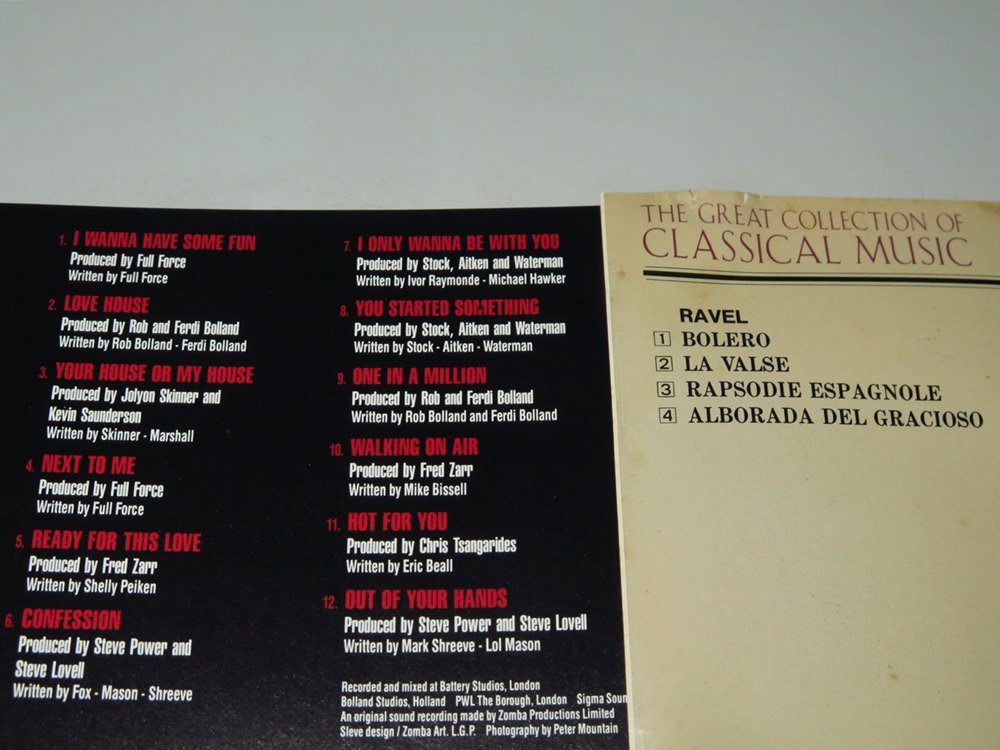 1. I WANNA HAVE SOME FUN
Produced by Full Force
Written by Full Force
2. LOVE HOUSE
Produced by Rob and Ferdi Bolland
Written by Rob Bolland - Ferdi Bolland
3. YOUR HOUSE OR MY HOUSE
Produced by Jolyon Skinner and
Kevin Saunderson
Written by Skinner - Marshall
4. NEXT TO ME
Produced by Full Force
Written by Full Force
5. READY FOR THIS LOVE
Produced by Fred Zarr
Written by Shelly Peiken
6. CONFESSION
Produced by Steve Power and
Steve Lovell
Written by Fox - Mason - Shreeve
7. I ONLY WANNA BE WITH YOU
Produced by Stock, Aitken and Waterman
Written by Ivor Raymonde - Michael Hawker
8. YOU STARTED SOMETHING
Produced by Stock, Aitken and Waterman
Written by Stock - Aitken - Waterman
9. ONE IN A MILLION
Produced by Rob and Ferdi Bolland
Written by Rob Bolland and Ferdi Bolland
10. WALKING ON AIR
Produced by Fred Zarr
Written by Mike Bissell
11. HOT FOR YOU
Produced by Chris Tsangarides
Written by Eric Beall
12. OUT OF YOUR HANDS
Produced by Steve Power and Steve Lovell
Written by Mark Shreeve - Lol Mason
Recorded and mixed at Battery Studios, London
Bolland Studios, Holland PWL The Borough, London Sigma Soun
An original sound recording made by Zomba Productions Limited
Sleve design / Zomba Art. L.G.P. Photography by Peter Mountain
THE GREAT COLLECTION OF
CLASSICAL MUSIC
RAVEL
1 BOLERO
2 LA VALSE
3 RAPSODIE ESPAGNOLE
4 ALBORADA DEL GRACIOSO